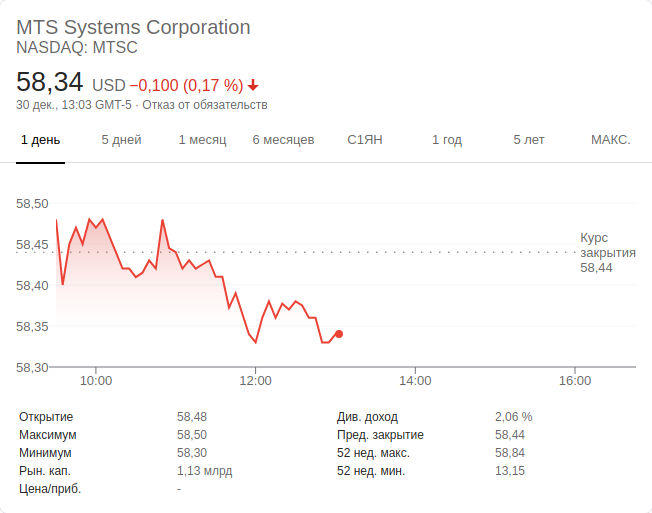 MTS Systems Corporation
NASDAQ: MTSC
58,34 USD −0,100 (0,17 %)
30 дек., 13:03 GMT-5 · Отказ от обязательств
1 день 5 дней 1 месяц 6 месяцев С1ЯН 1 год 5 лет МАКС.
58,50
58,45
58,40
58,35
58,30
Курс
закрытия
58,44
10:00 12:00 14:00 16:00
Открытие 58,48 Див. доход 2,06 %
Максимум 58,50 Пред. закрытие 58,44
Минимум 58,30 52 нед. макс. 58,84
Рын. кап. 1,13 млрд 52 нед. мин. 13,15
Цена/приб. -